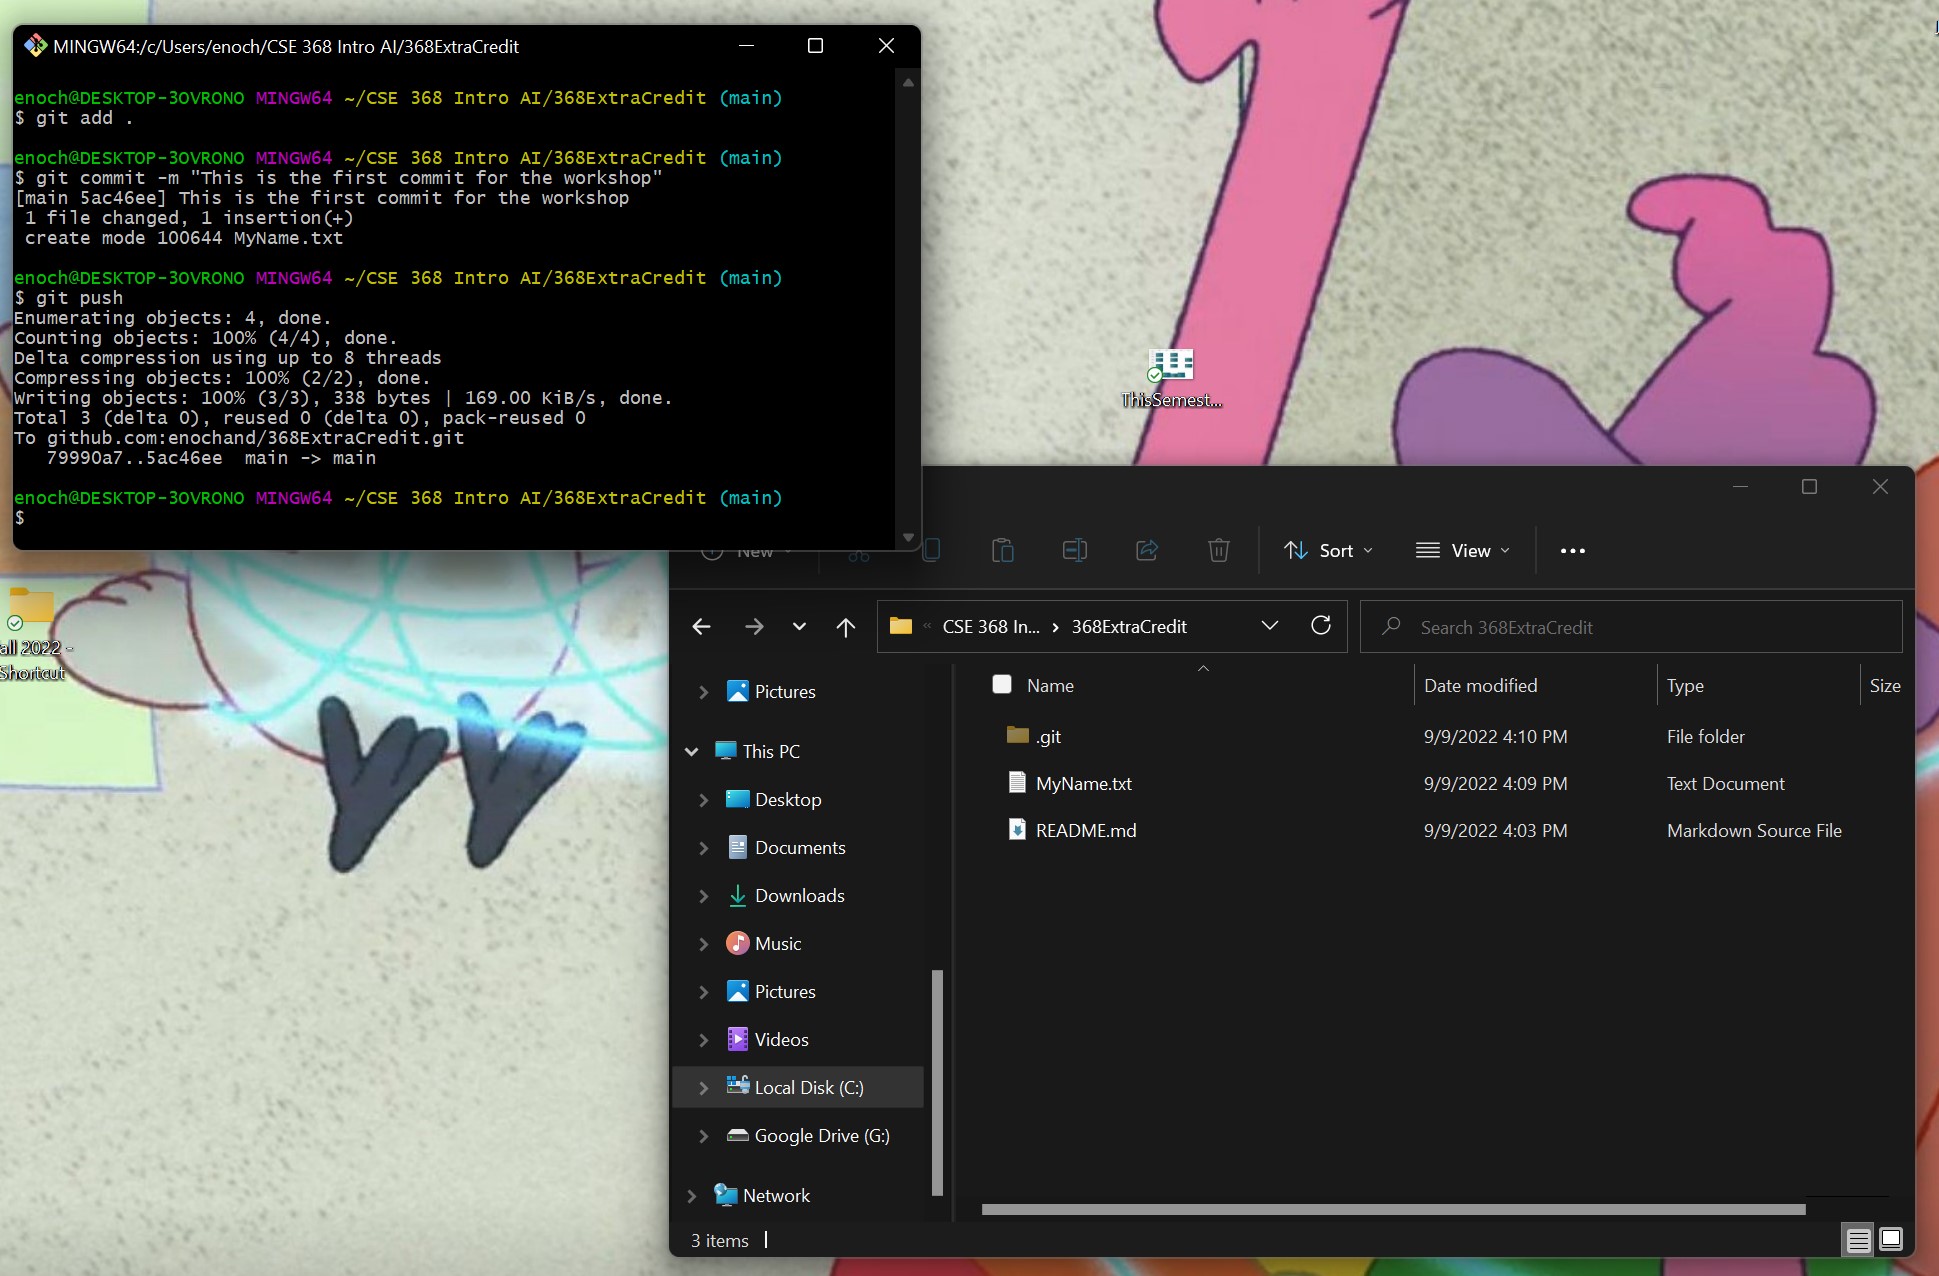 MINGW64:/c/Users/enoch/CSE 368 Intro AI/368ExtraCredit
enoch@DESKTOP-3OVRONO MINGW64 ~/CSE 368 Intro AI/368ExtraCredit (main)
$ git add .
enoch@DESKTOP-3OVRONO MINGW64 ~/CSE 368 Intro AI/368ExtraCredit (main)
$ git commit -m "This is the first commit for the workshop"
[main 5ac46ee] This is the first commit for the workshop
1 file changed, 1 insertion(+)
create mode 100644 MyName.txt
enoch@DESKTOP-3OVRONO MINGW64 ~/CSE 368 Intro AI/368ExtraCredit (main)
$ git push
Enumerating objects: 4, done.
Counting objects: 100% (4/4), done.
Delta compression using up to 8 threads
Compressing objects: 100% (2/2), done.
Writing objects: 100% (3/3), 338 bytes | 169.00 KiB/s, done.
Total 3 (delta 0), reused 0 (delta 0), pack-reused 0
To github.com:enochand/368ExtraCredit.git
79990a7..5ac46ee main -> main
enoch@DESKTOP-3OVRONO MINGW64 ~/CSE 368 Intro AI/368ExtraCredit (main)
$
ThisSemest...
all 2022 -
Shortcut
New
Sort
View
CSE 368 In... › 368ExtraCredit
Search 368ExtraCredit
Name Date modified Type Size
.git 9/9/2022 4:10 PM File folder
MyName.txt 9/9/2022 4:09 PM Text Document
README.md 9/9/2022 4:03 PM Markdown Source File
Pictures
This PC
Desktop
Documents
Downloads
Music
Pictures
Videos
Local Disk (C:)
Google Drive (G:)
Network
3 items